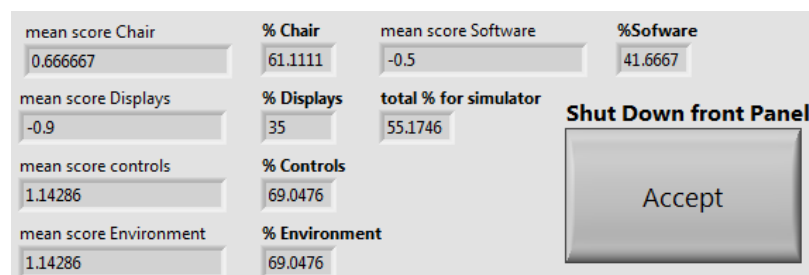 mean score Chair
% Chair
mean score Software
%Sofware
0.666667
61.1111
-0.5
41.6667
mean score Displays
% Displays
total % for simulator
-0.9
35
55.1746
Shut Down front Panel
mean score controls
% Controls
1.14286
69.0476
Accept
mean score Environment
% Environment
1.14286
69.0476